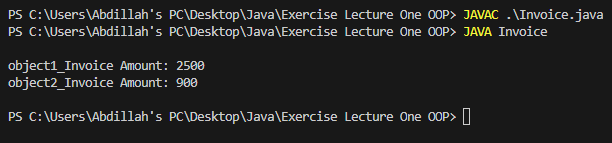 PS C:\Users\Abdillah's PC\Desktop\Java\Exercise Lecture One OOP> JAVAC .\Invoice.java
PS C:\Users\Abdillah's PC\Desktop\Java\Exercise Lecture One OOP> JAVA Invoice
object1_Invoice Amount: 2500
object2_Invoice Amount: 900
PS C:\Users\Abdillah's PC\Desktop\Java\Exercise Lecture One OOP>